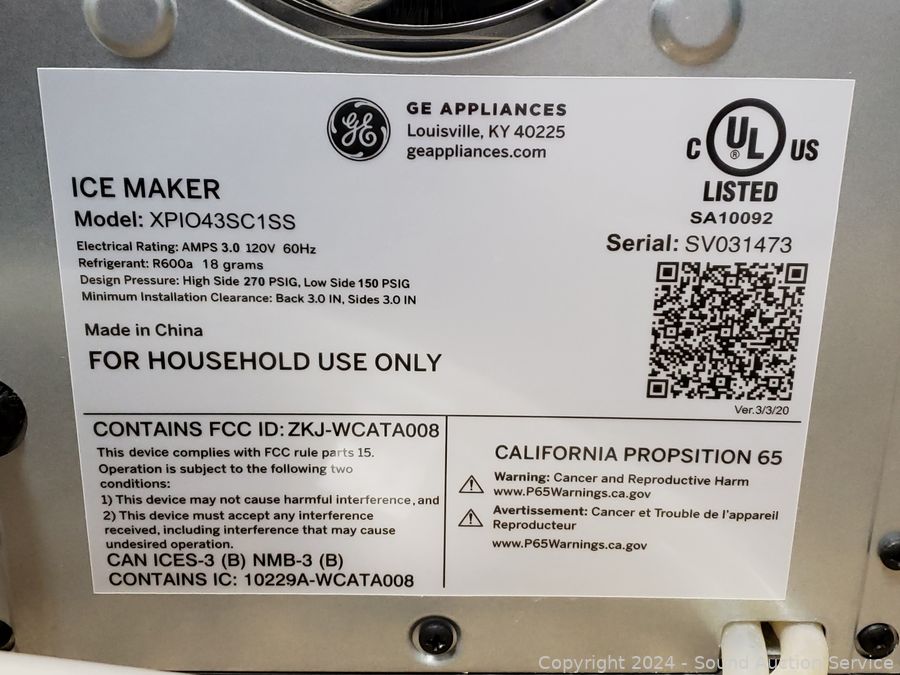 GE APPLIANCES
Louisville, KY 40225
geappliances.com
GE
C UL US
®
LISTED
SA10092
Serial: SV031473
ICE MAKER
Model: XPIO43SC1SS
Electrical Rating: AMPS 3.0 120V 60Hz
Refrigerant: R600a 18 grams
Design Pressure: High Side 270 PSIG, Low Side 150 PSIG
Minimum Installation Clearance: Back 3.0 IN, Sides 3.0 IN
Made in China
FOR HOUSEHOLD USE ONLY
Ver.3/3/20
CONTAINS FCC ID: ZKJ-WCATA008
This device complies with FCC rule parts 15.
Operation is subject to the following two
conditions:
1) This device may not cause harmful interference, and
2) This device must accept any interference
received, including interference that may cause
undesired operation.
CAN ICES-3 (B) NMB-3 (B)
CONTAINS IC: 10229A-WCATA008
CALIFORNIA PROPSITION 65
Warning: Cancer and Reproductive Harm
www.P65Warnings.ca.gov
Avertissement: Cancer et Trouble de l'appareil
Reproducteur
www.P65Warnings.ca.gov
Copyright 2024 - Sound Auction Service